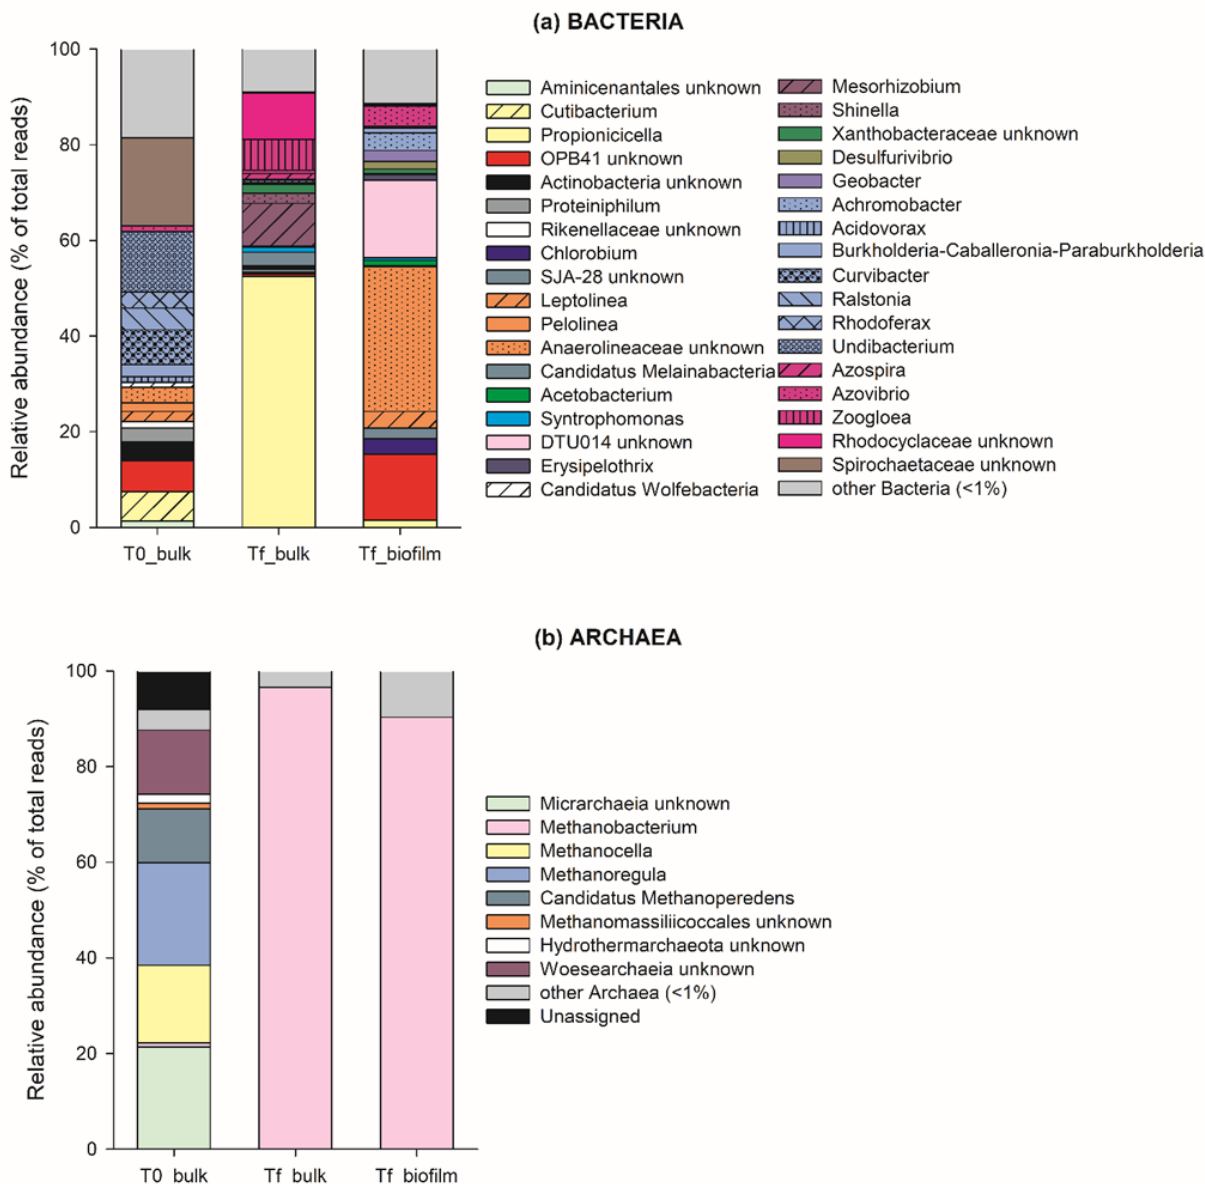 (a) BACTERIA
Relative abundance (% of total reads)
100
80
60
40
20
0
T0_bulk
Tf_bulk
Tf_biofilm
Aminicenantales unknown
Cutibacterium
Propionicicella
OPB41 unknown
Actinobacteria unknown
Proteiniphilum
Rikenellaceae unknown
Chlorobium
SJA-28 unknown
Leptolinea
Pelolinea
Anaerolineaceae unknown
Candidatus Melainabacteria
Acetobacterium
Syntrophomonas
DTU014 unknown
Erysipelothrix
Candidatus Wolfebacteria
Mesorhizobium
Shinella
Xanthobacteraceae unknown
Desulfurivibrio
Geobacter
Achromobacter
Acidovorax
Burkholderia-Caballeronia-Paraburkholderia
Curvibacter
Ralstonia
Rhodoferax
Undibacterium
Azospira
Azovibrio
Zoogloea
Rhodocyclaceae unknown
Spirochaetaceae unknown
other Bacteria (<1%)
(b) ARCHAEA
Relative abundance (% of total reads)
100
80
60
40
20
0
T0_bulk
Tf_bulk
Tf_biofilm
Micrarchaeia unknown
Methanobacterium
Methanocella
Methanoregula
Candidatus Methanoperedens
Methanomassiliicoccales unknown
Hydrothermarchaeota unknown
Woesearchaeia unknown
other Archaea (<1%)
Unassigned